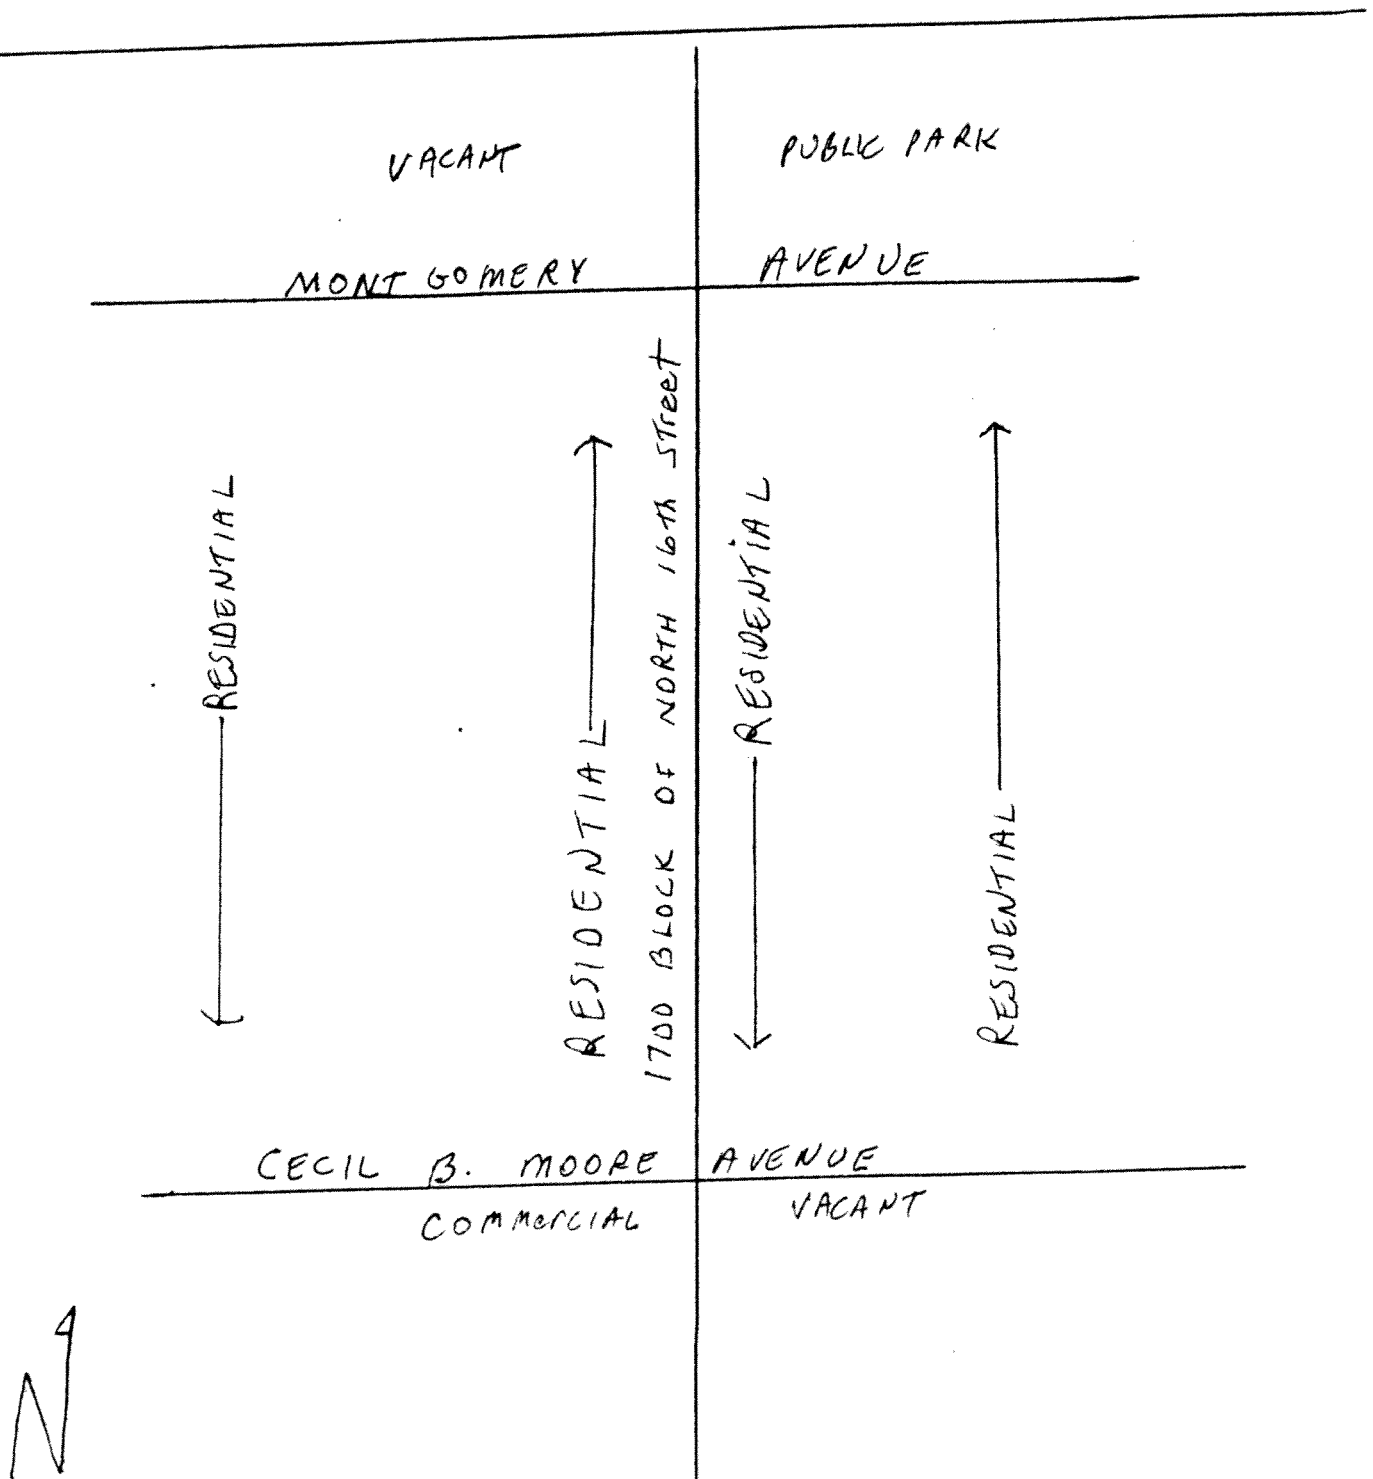 VACANT
PUBLIC PARK
MONTGOMERY AVENUE
RESIDENTIAL
RESIDENTIAL
1700 BLOCK OF NORTH 16th Street
RESIDENTIAL
RESIDENTIAL
CECIL B. MOORE AVENUE
COMMerCIAL
VACANT
N